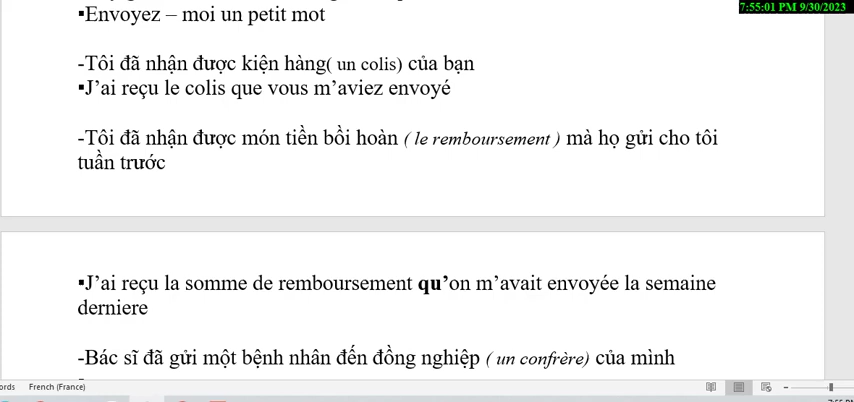 7:55:01 PM 9/30/2023
▪Envoyez – moi un petit mot
-Tôi đã nhận được kiện hàng( un colis) của bạn
▪J’ai reçu le colis que vous m’aviez envoyé
-Tôi đã nhận được món tiền bồi hoàn ( le remboursement ) mà họ gửi cho tôi
tuần trước
▪J’ai reçu la somme de remboursement qu’on m’avait envoyée la semaine
derniere
-Bác sĩ đã gửi một bệnh nhân đến đồng nghiệp ( un confrère) của mình
French (France)